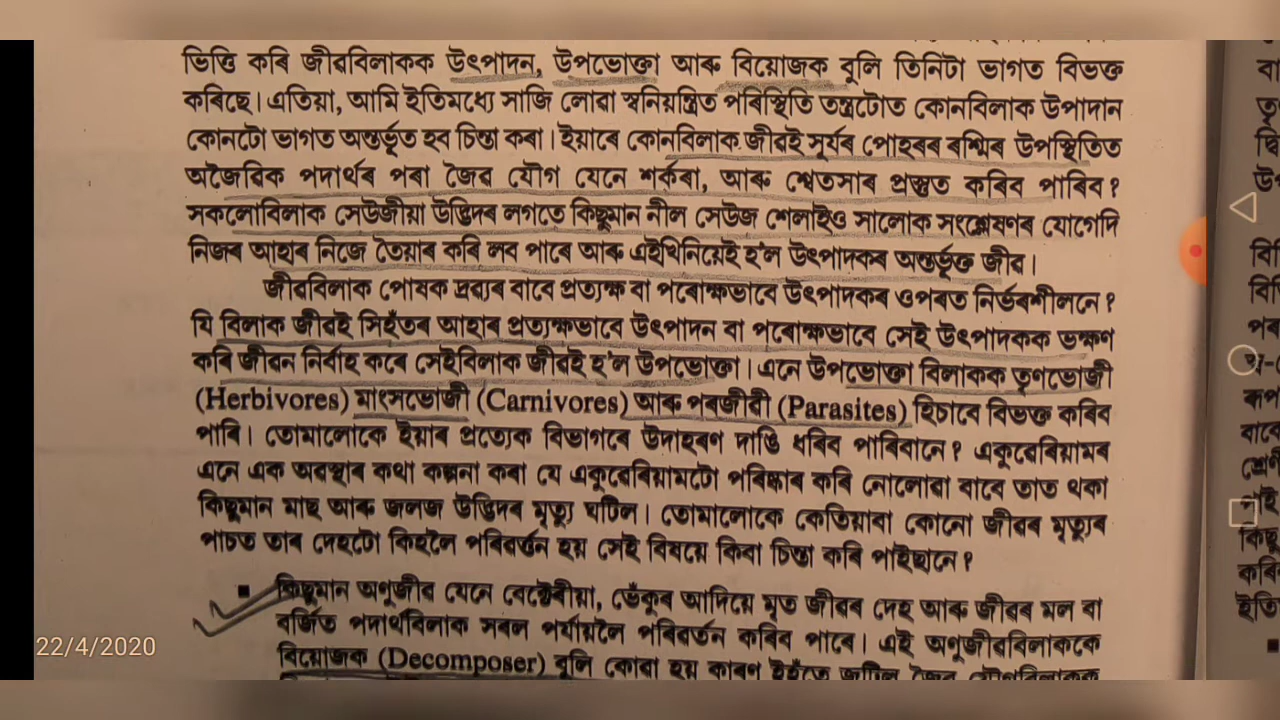 ভিত্তি কৰি জীৱবিলাকক উৎপাদন, উপভোক্তা আৰু বিয়োজক বুলি তিনিটা ভাগত বিভক্ত
কৰিছে। এতিয়া, আমি ইতিমধ্যে সাজি লোৱা স্বনিয়ন্ত্ৰিত পৰিস্থিতি তন্ত্ৰটোত কোনবিলাক উপাদান
কোনটো ভাগত অন্তৰ্ভূত হব চিন্তা কৰা। ইয়াৰে কোনবিলাক জীৱই সূৰ্যৰ পোহৰৰ ৰশ্মিৰ উপস্থিতিত
অজৈৱিক পদাৰ্থৰ পৰা জৈৱ যৌগ যেনে শৰ্কৰা, আৰু শ্বেতসাৰ প্ৰস্তুত কৰিব পাৰিব?
সকলোবিলাক সেউজীয়া উদ্ভিদৰ লগতে কিছুমান নীল সেউজ শেলাইও সালোক সংশ্লেষণৰ যোগেদি
নিজৰ আহাৰ নিজে তৈয়াৰ কৰি লব পাৰে আৰু এইখিনিয়েই হ'ল উৎপাদকৰ অন্তৰ্ভূক্ত জীৱ।
জীৱবিলাক পোষক দ্ৰব্যৰ বাবে প্ৰত্যক্ষ বা পৰোক্ষভাবে উৎপাদকৰ ওপৰত নিৰ্ভৰশীলনে?
যি বিলাক জীৱই সিহঁতৰ আহাৰ প্ৰত্যক্ষভাবে উৎপাদন বা পৰোক্ষভাবে সেই উৎপাদকক ভক্ষণ
কৰি জীৱন নিৰ্বাহ কৰে সেইবিলাক জীৱই হ'ল উপভোক্তা। এনে উপভোক্তা বিলাকক তৃণভোজী
(Herbivores) মাংসভোজী (Carnivores) আৰু পৰজীৱী (Parasites) হিচাবে বিভক্ত কৰিব
পাৰি। তোমালোকে ইয়াৰ প্ৰত্যেক বিভাগৰে উদাহৰণ দাঙি ধৰিব পাৰিবানে? একুৱেৰিয়ামৰ
এনে এক অৱস্থাৰ কথা কল্পনা কৰা যে একুৱেৰিয়ামটো পৰিষ্কাৰ কৰি নোলোৱা বাবে তাত থকা
কিছুমান মাছ আৰু জলজ উদ্ভিদৰ মৃত্যু ঘটিল। তোমালোকে কেতিয়াবা কোনো জীৱৰ মৃত্যুৰ
পাচত তাৰ দেহটো কিহলৈ পৰিৱৰ্ত্তন হয় সেই বিষয়ে কিবা চিন্তা কৰি পাইছানে?
■ কিছুমান অণুজীৱ যেনে বেক্টেৰীয়া, ভেঁকুৰ আদিয়ে মৃত জীৱৰ দেহ আৰু জীৱৰ মল বা
বৰ্জিত পদাৰ্থবিলাক সৰল পৰ্যায়লৈ পৰিবৰ্তন কৰিব পাৰে। এই অণুজীৱবিলাককে
বিয়োজক (Decomposer) বুলি কোৱা হয় কাৰণ ইহঁতে জটিল জৈৱ যৌগবিলাকক
22/4/2020